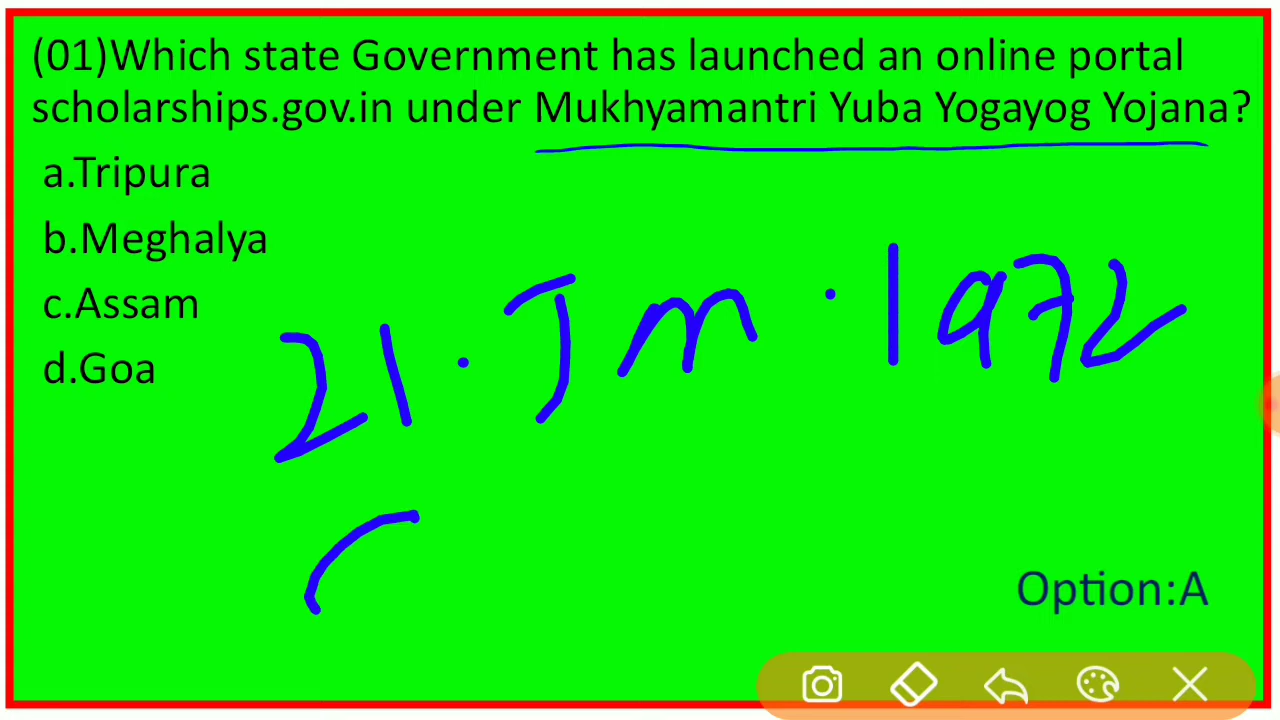 (01)Which state Government has launched an online portal
scholarships.gov.in under Mukhyamantri Yuba Yogayog Yojana?
a.Tripura
b.Meghalya
c.Assam
d.Goa
21 · Jan · 1972
Option:A